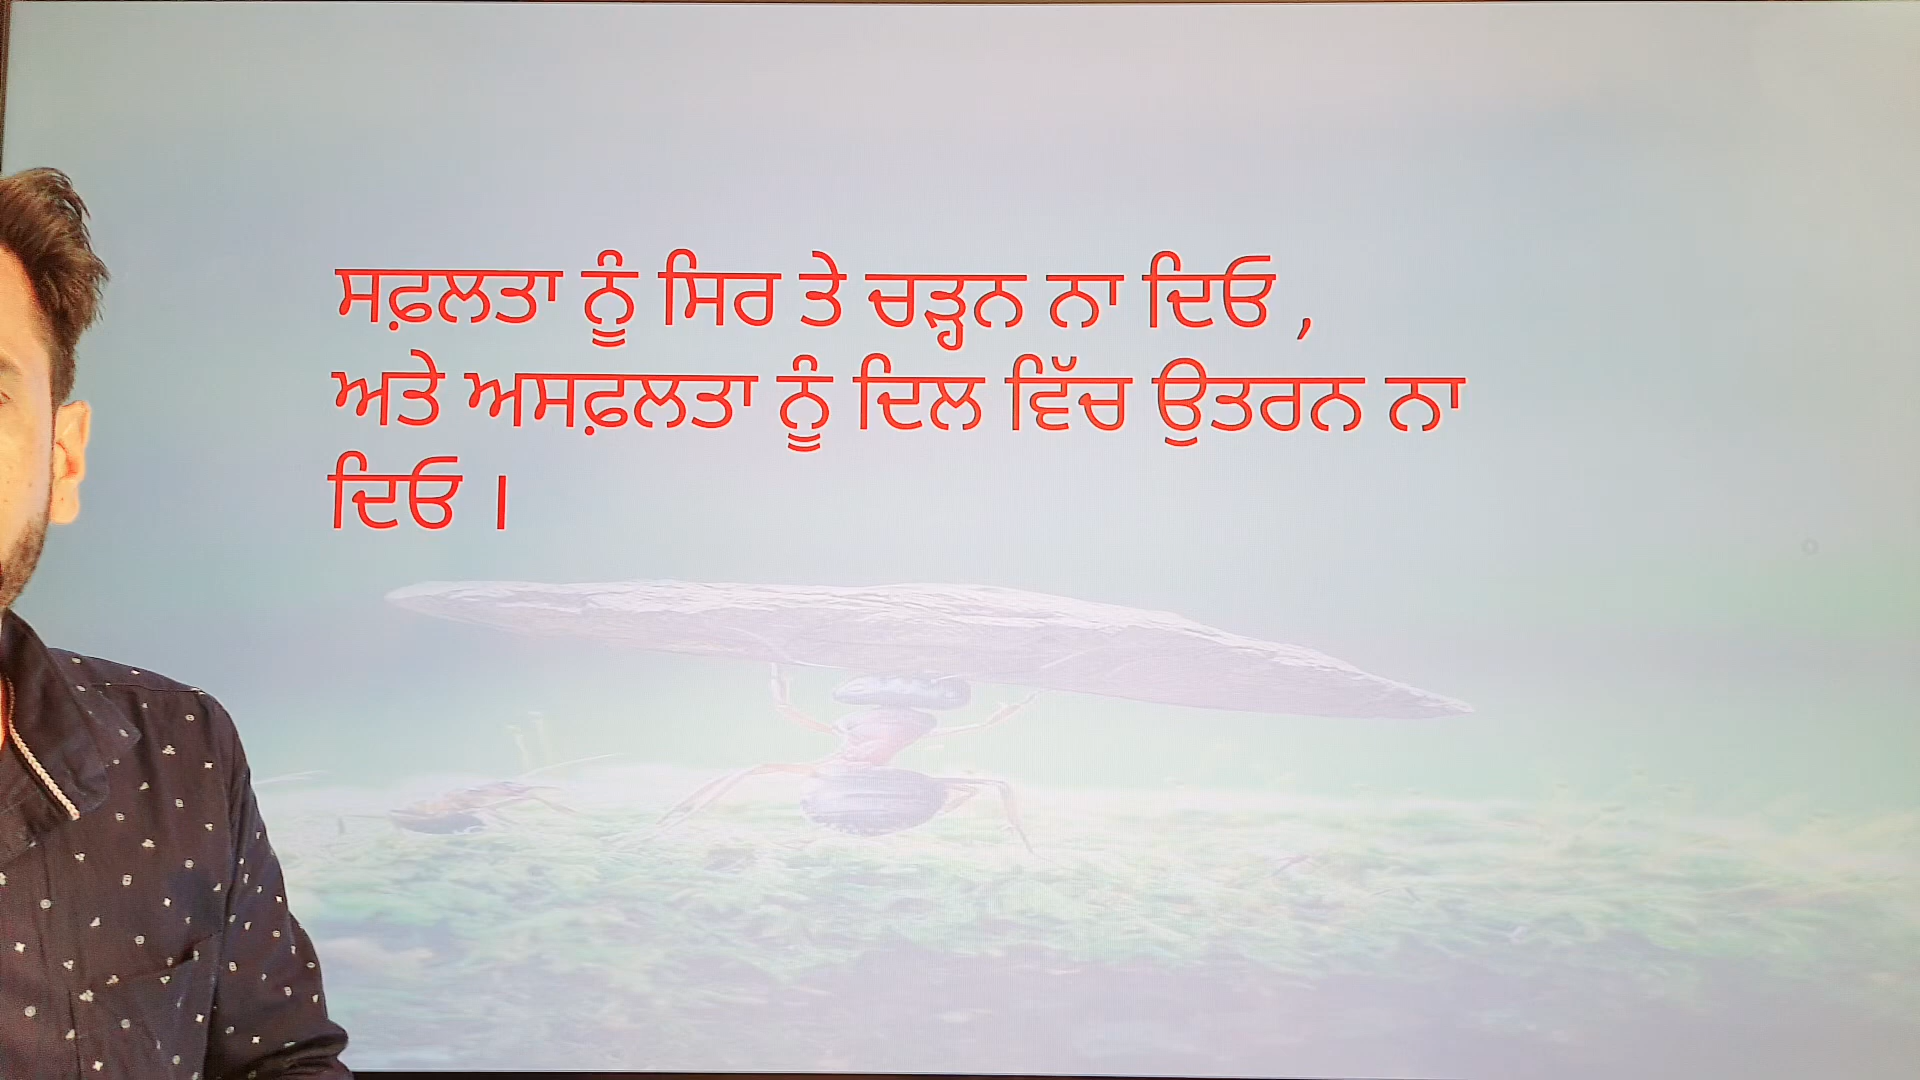 ਸਫ਼ਲਤਾ ਨੂੰ ਸਿਰ ਤੇ ਚੜ੍ਹਨ ਨਾ ਦਿਓ ,
ਅਤੇ ਅਸਫ਼ਲਤਾ ਨੂੰ ਦਿਲ ਵਿੱਚ ਉਤਰਨ ਨਾ
ਦਿਓ ।